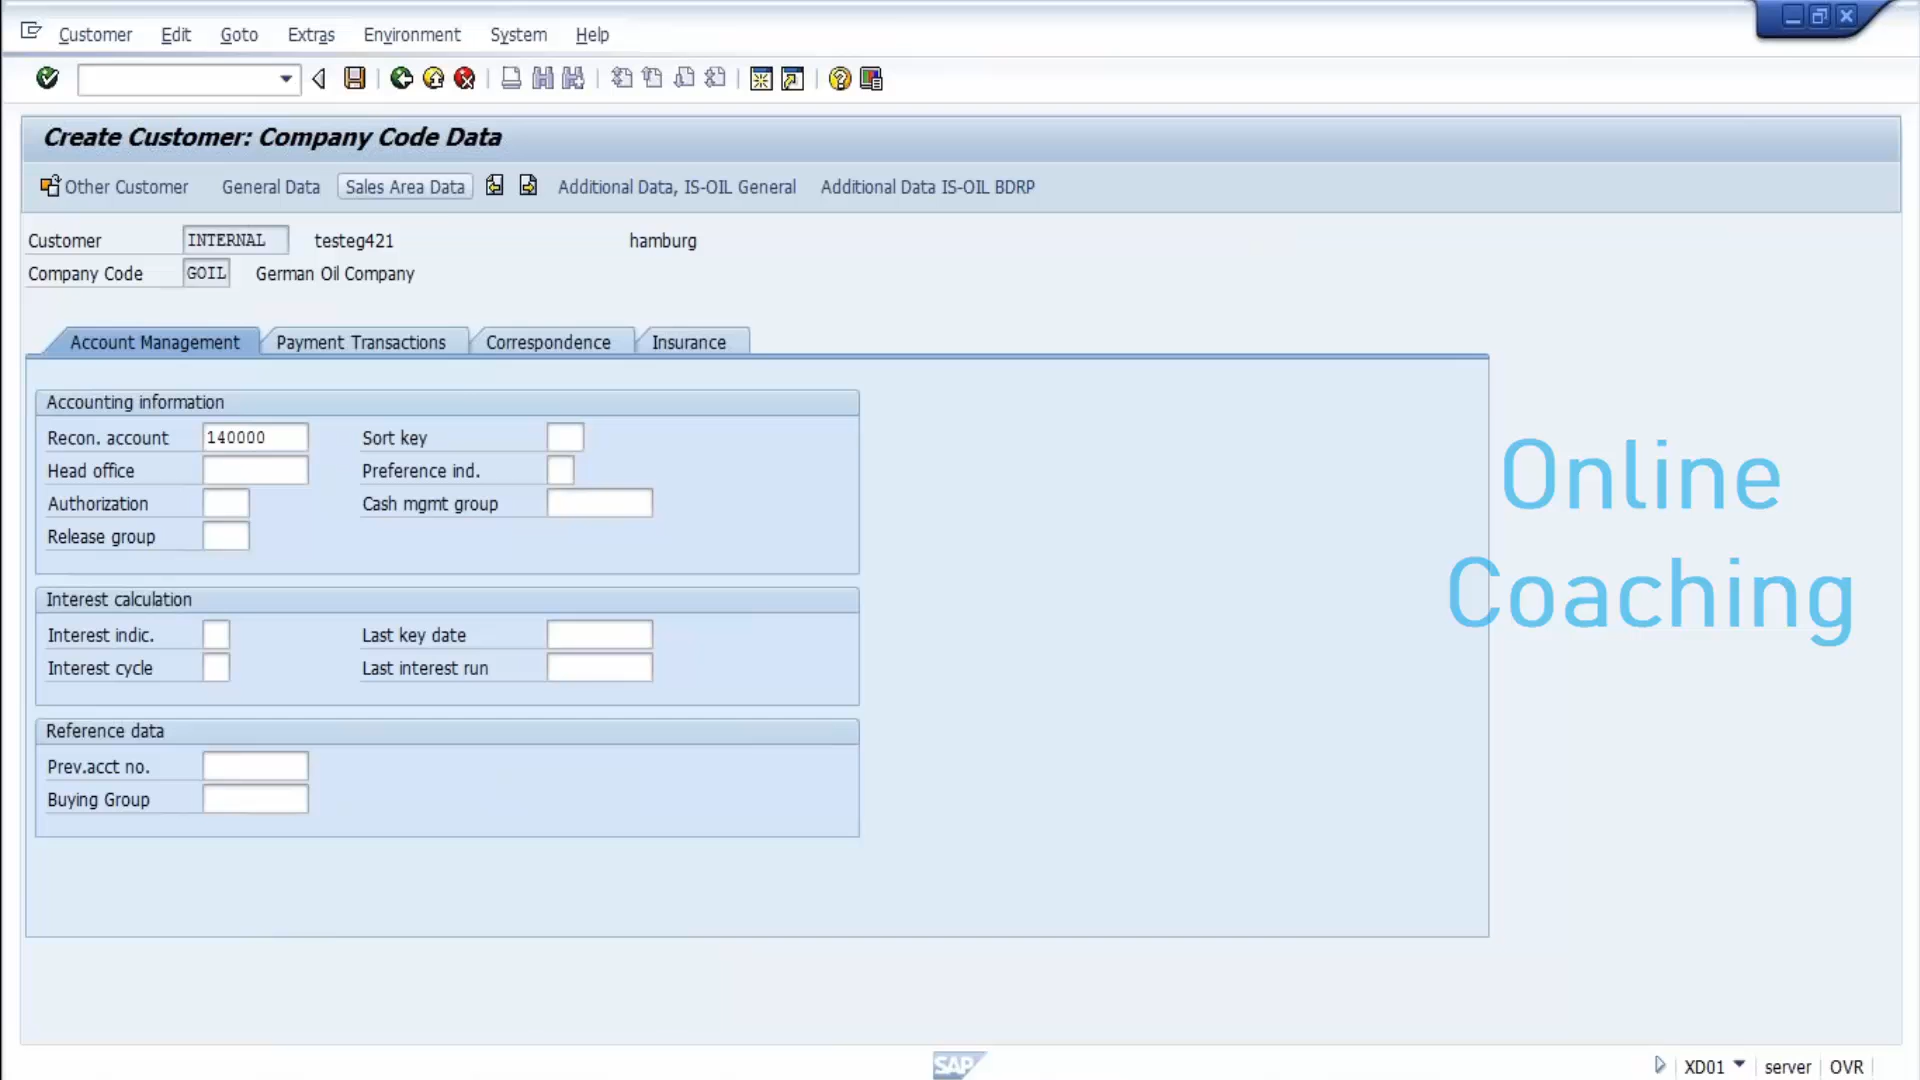 Customer Edit Goto Extras Environment System Help
Create Customer: Company Code Data
Other Customer General Data Sales Area Data Additional Data, IS-OIL General Additional Data IS-OIL BDRP
Customer INTERNAL testeg421 hamburg
Company Code GOIL German Oil Company
Account Management Payment Transactions Correspondence Insurance
Accounting information
Recon. account 140000 Sort key
Head office Preference ind.
Authorization Cash mgmt group
Release group
Interest calculation
Interest indic. Last key date
Interest cycle Last interest run
Reference data
Prev.acct no.
Buying Group
Online
Coaching
SAP XD01 server OVR